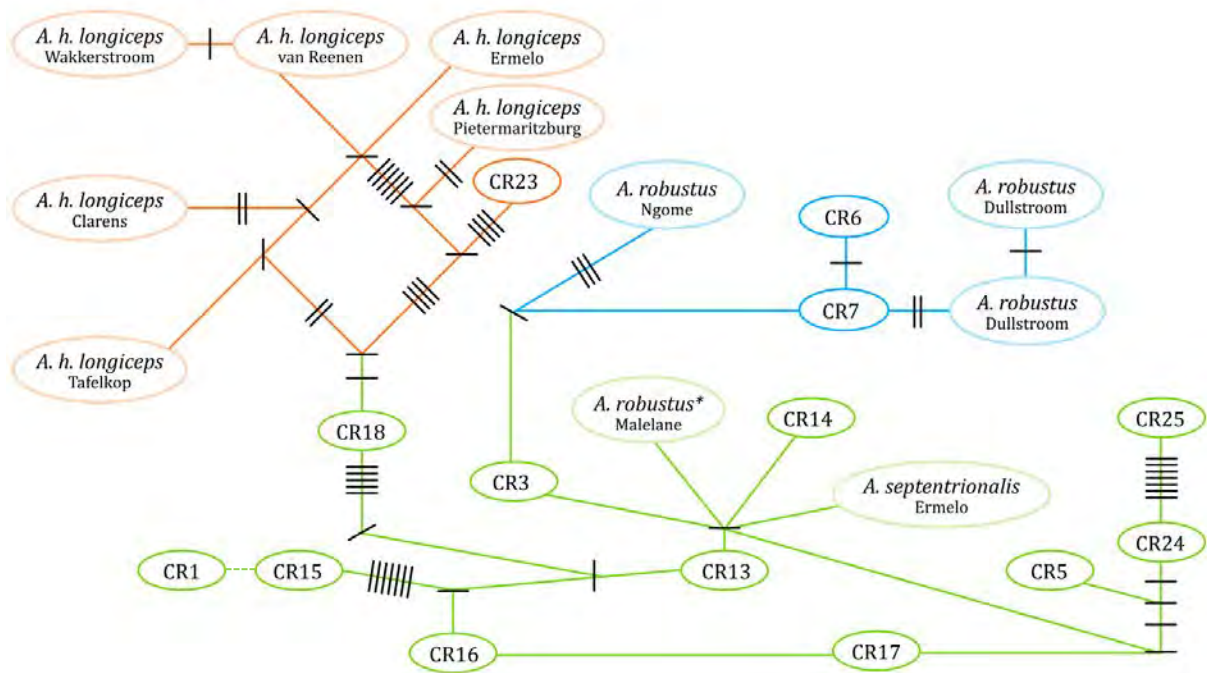 A. h. longiceps
Wakkerstroom
A. h. longiceps
van Reenen
A. h. longiceps
Ermelo
A. h. longiceps
Pietermaritzburg
CR23
A. h. longiceps
Clarens
A. h. longiceps
Tafelkop
A. robustus
Ngome
CR6
A. robustus
Dullstroom
CR7
A. robustus
Dullstroom
CR18
A. robustus*
Malelane
CR14
CR25
CR3
A. septentrionalis
Ermelo
CR24
CR1
CR15
CR13
CR5
CR16
CR17